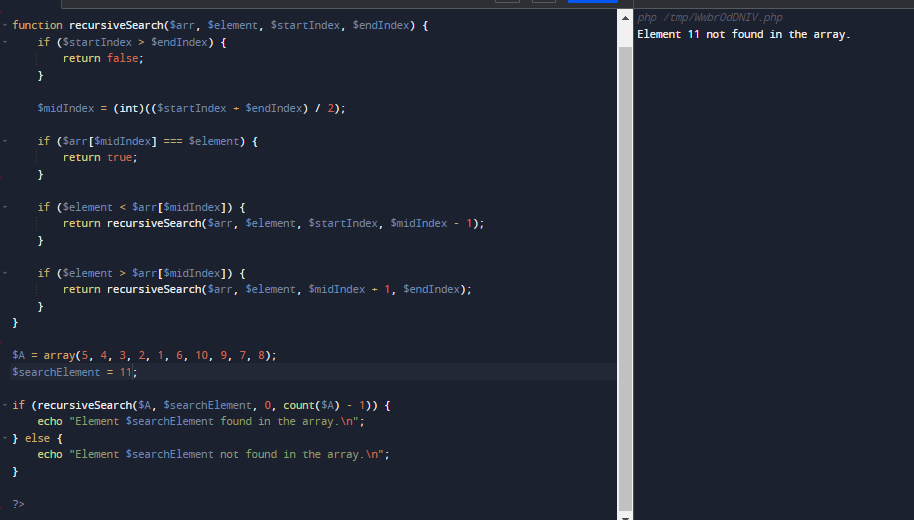 function recursiveSearch($arr, $element, $startIndex, $endIndex) {
if ($startIndex > $endIndex) {
return false;
}
$midIndex = (int)(($startIndex + $endIndex) / 2);
if ($arr[$midIndex] === $element) {
return true;
}
if ($element < $arr[$midIndex]) {
return recursiveSearch($arr, $element, $startIndex, $midIndex - 1);
}
if ($element > $arr[$midIndex]) {
return recursiveSearch($arr, $element, $midIndex + 1, $endIndex);
}
}
$A = array(5, 4, 3, 2, 1, 6, 10, 9, 7, 8);
$searchElement = 11;
if (recursiveSearch($A, $searchElement, 0, count($A) - 1)) {
echo "Element $searchElement found in the array.\n";
} else {
echo "Element $searchElement not found in the array.\n";
}
?>
php /tmp/WwbrOdDNIV.php
Element 11 not found in the array.